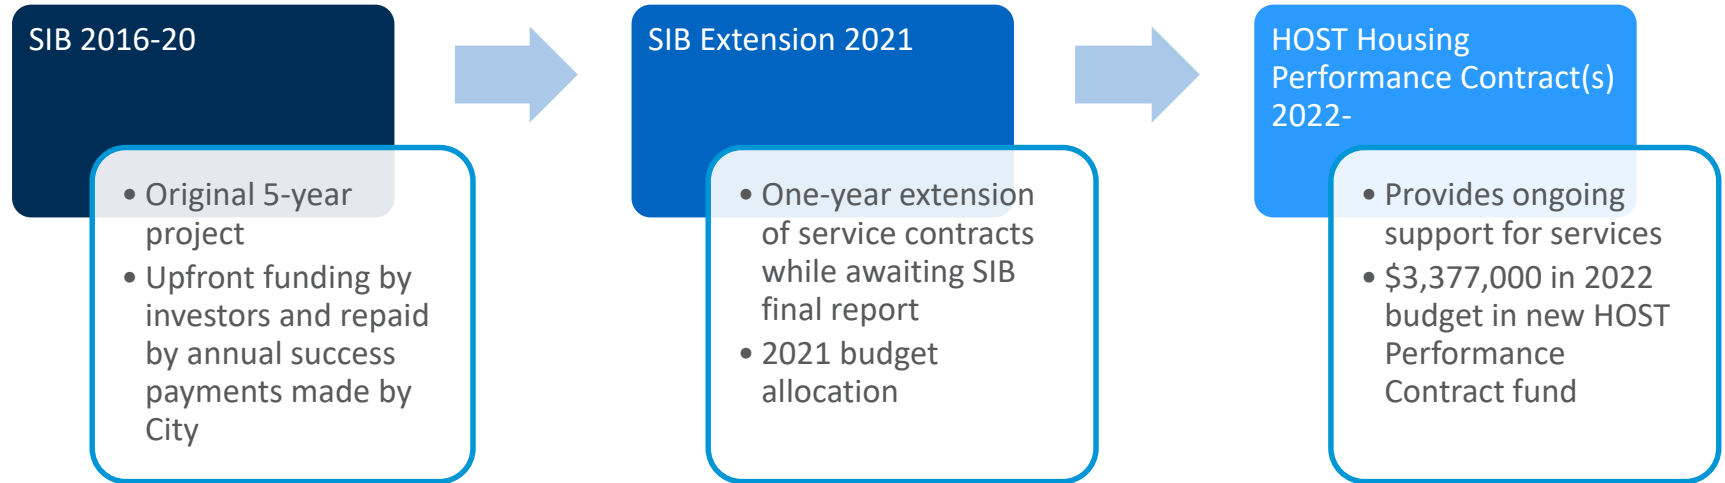 SIB 2016-20
• Original 5-year
project
• Upfront funding by
investors and repaid
by annual success
payments made by
City
SIB Extension 2021
• One-year extension
of service contracts
while awaiting SIB
final report
• 2021 budget
allocation
HOST Housing
Performance Contract(s)
2022-
• Provides ongoing
support for services
• $3,377,000 in 2022
budget in new HOST
Performance
Contract fund